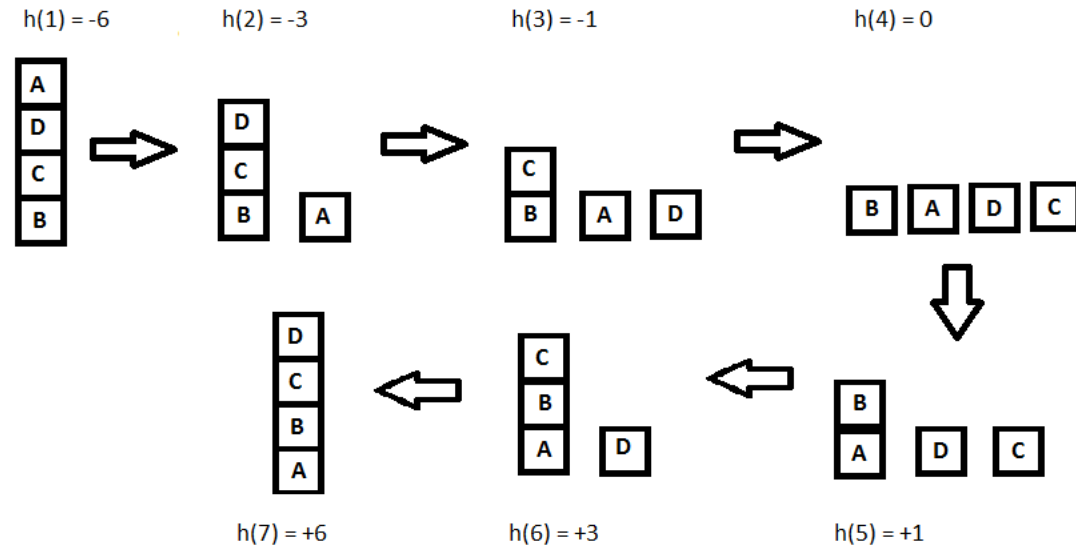 h(1) = -6
h(2) = -3
h(3) = -1
h(4) = 0
A
D
C
B
D
C
B
A
C
B
A
D
B
A
D
C
B
A
D
C
C
B
A
D
D
C
B
A
h(7) = +6
h(6) = +3
h(5) = +1